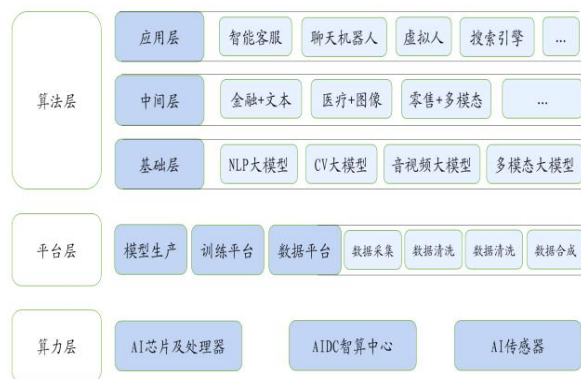 算法层
应用层 智能客服 聊天机器人 虚拟人 搜索引擎 ...
中间层 金融+文本 医疗+图像 零售+多模态 ...
基础层 NLP大模型 CV大模型 音视频大模型 多模态大模型
平台层 模型生产 训练平台 数据平台 数据采集 数据清洗 数据清洗 数据合成
算力层 AI芯片及处理器 AIDC智算中心 AI传感器